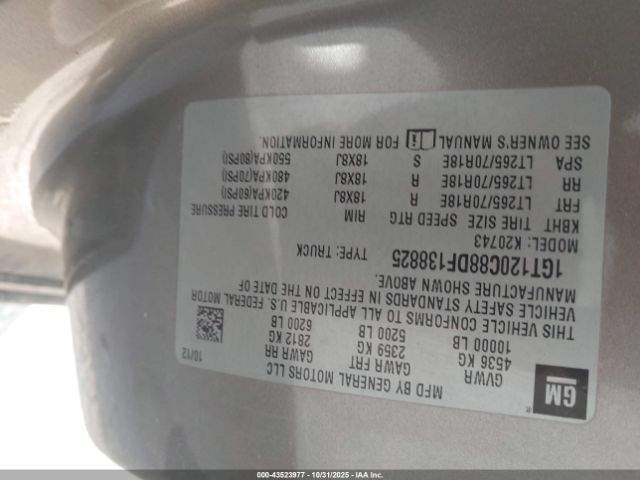 GM
MFD BY GENERAL MOTORS LLC 10/12
GVWR GAWR FRT GAWR RR
4536 KG 2359 KG 2812 KG
10000 LB 5200 LB 6200 LB
THIS VEHICLE CONFORMS TO ALL APPLICABLE U.S. FEDERAL MOTOR
VEHICLE SAFETY STANDARDS IN EFFECT ON THE DATE OF
MANUFACTURE SHOWN ABOVE.
1GT120C88DF138825 TYPE: TRUCK
MODEL: K20743
KBHT TIRE SIZE SPEED RTG RIM COLD TIRE PRESSURE
FRT LT265/70R18E R 18X8J 420KPA(60PSI)
RR LT265/70R18E R 18X8J 480KPA(70PSI)
SPA LT265/70R18E S 18X8J 550KPA(80PSI)
SEE OWNER'S MANUAL FOR MORE INFORMATION.
000-43523977 - 10/31/2025 - IAAI.com, Inc.